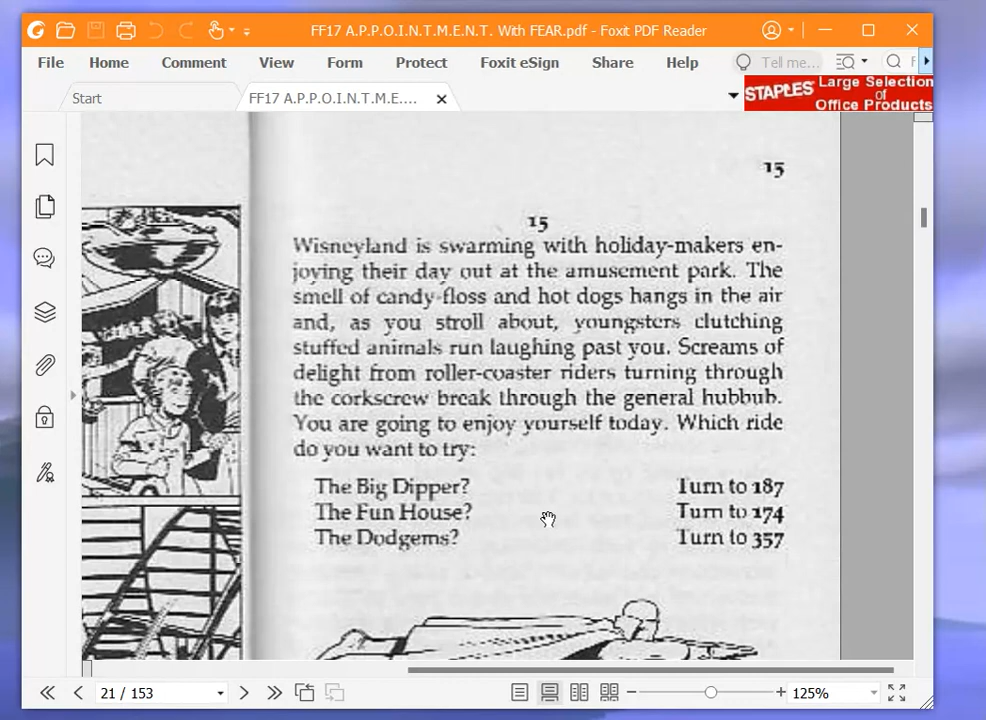 FF17 A.P.P.O.I.N.T.M.E.N.T. With FEAR.pdf - Foxit PDF Reader
File Home Comment View Form Protect Foxit eSign Share Help Tell me... F
Start FF17 A.P.P.O.I.N.T.M.E....
STAPLES Large Selection
of
Office Products
15
15
Wisneyland is swarming with holiday-makers en-
joying their day out at the amusement park. The
smell of candy-floss and hot dogs hangs in the air
and, as you stroll about, youngsters clutching
stuffed animals run laughing past you. Screams of
delight from roller-coaster riders turning through
the corkscrew break through the general hubbub.
You are going to enjoy yourself today. Which ride
do you want to try:
The Big Dipper? Turn to 187
The Fun House? Turn to 174
The Dodgems? Turn to 357
21 / 153 125%